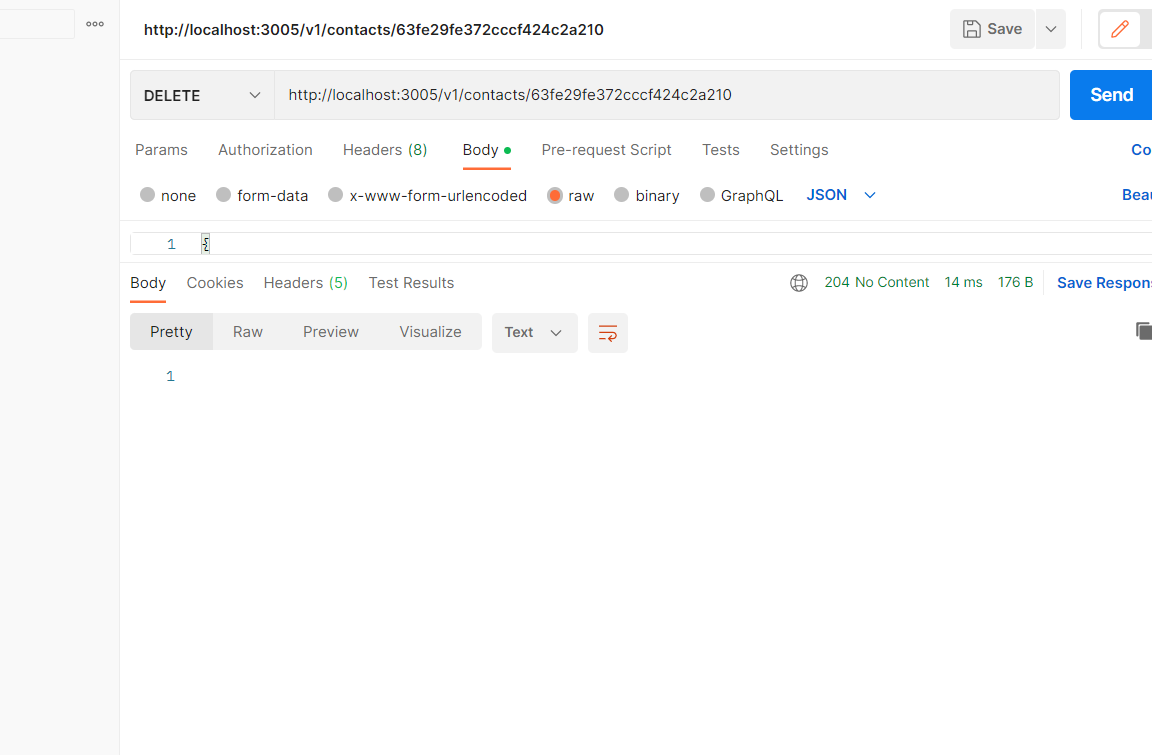 http://localhost:3005/v1/contacts/63fe29fe372cccf424c2a210 Save
DELETE http://localhost:3005/v1/contacts/63fe29fe372cccf424c2a210 Send
Params Authorization Headers (8) Body Pre-request Script Tests Settings Co
none form-data x-www-form-urlencoded raw binary GraphQL JSON Beau
1 {
Body Cookies Headers (5) Test Results 204 No Content 14 ms 176 B Save Respons
Pretty Raw Preview Visualize Text
1